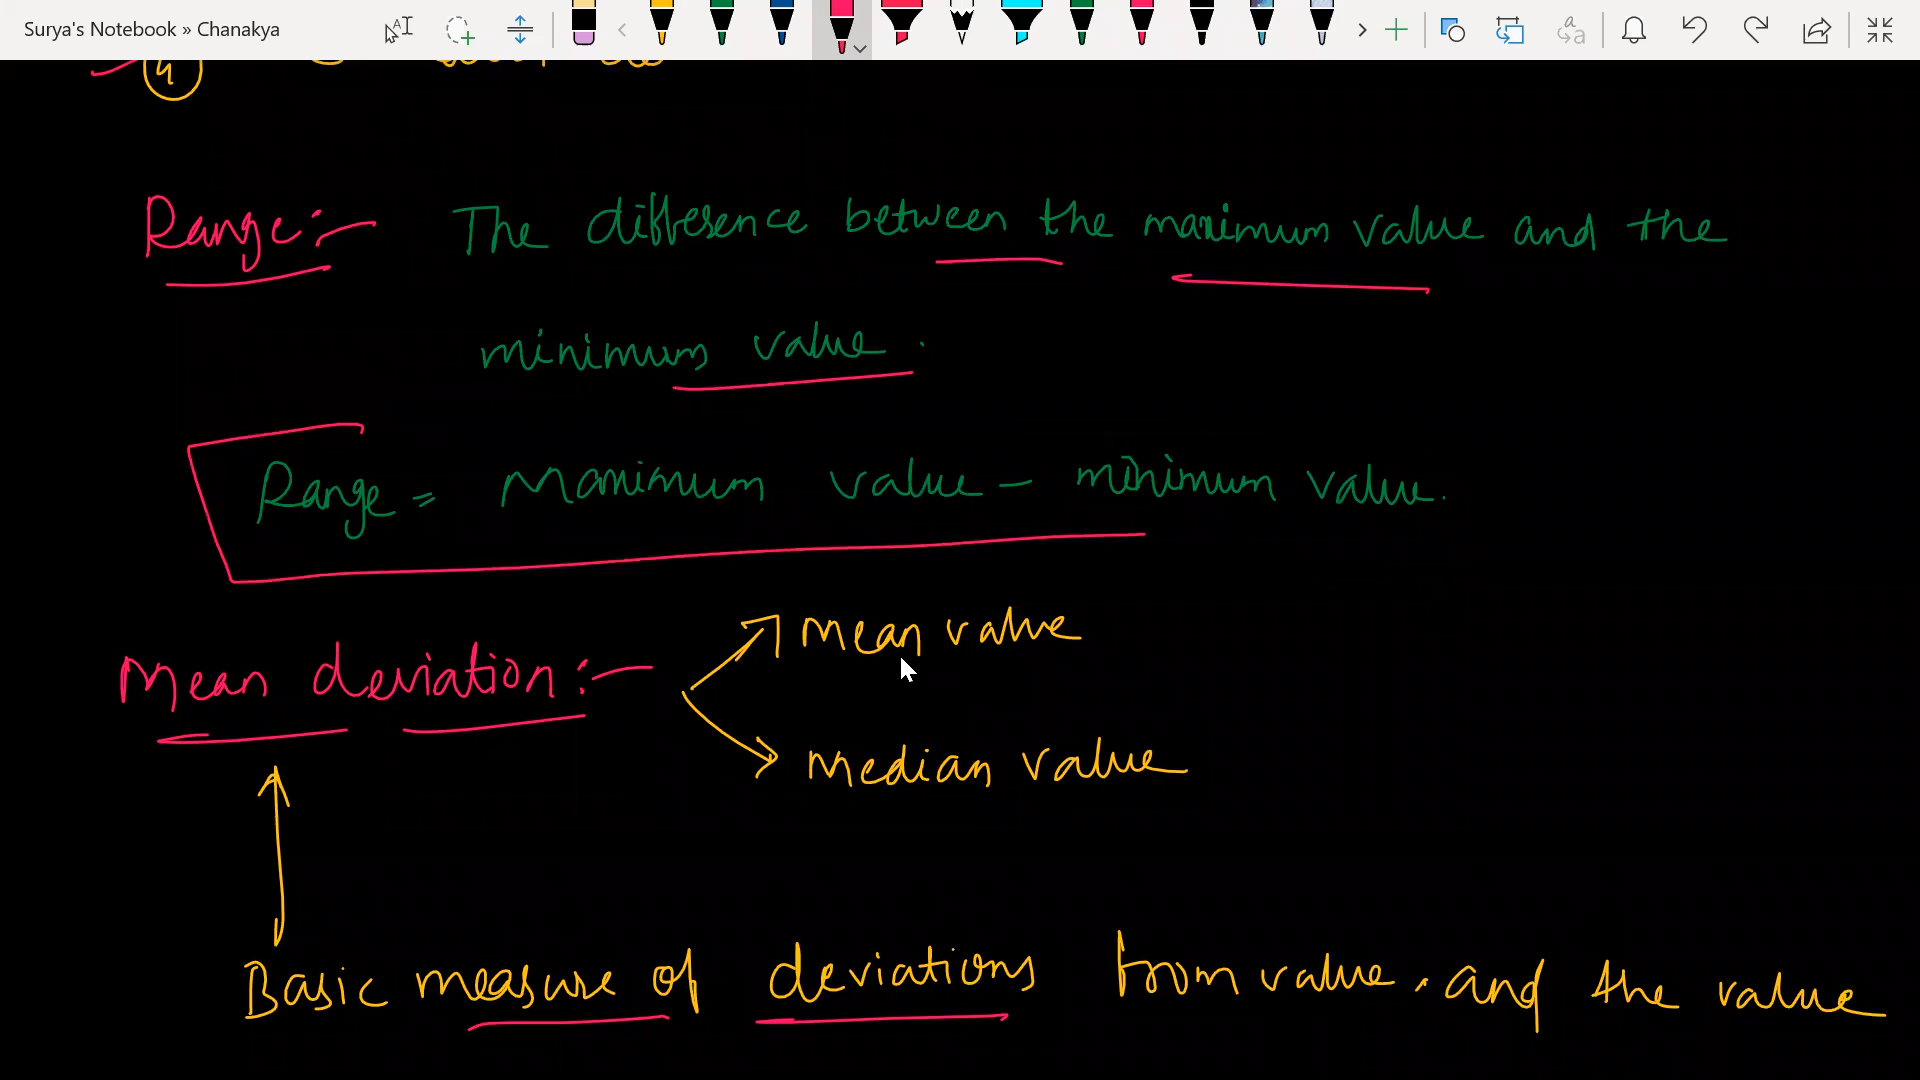 Surya's Notebook » Chanakya
4
Range:- The difference between the maximum value and the
minimum value.
Range = Maximum value - minimum value.
Mean deviation:-
Mean value
Median value
Basic measure of deviations from value. and the value